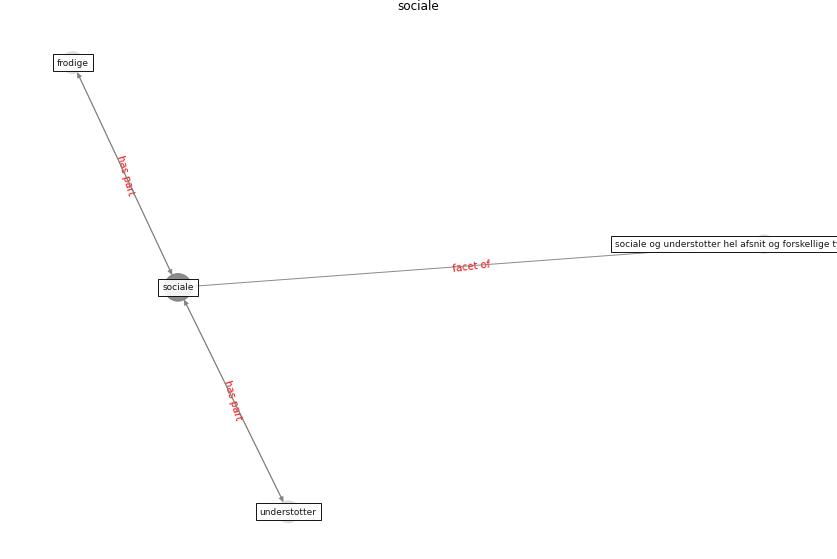 sociale
frodige
has part
sociale og understotter hel afsnit og forskellige
facet of
sociale
has part
understotter